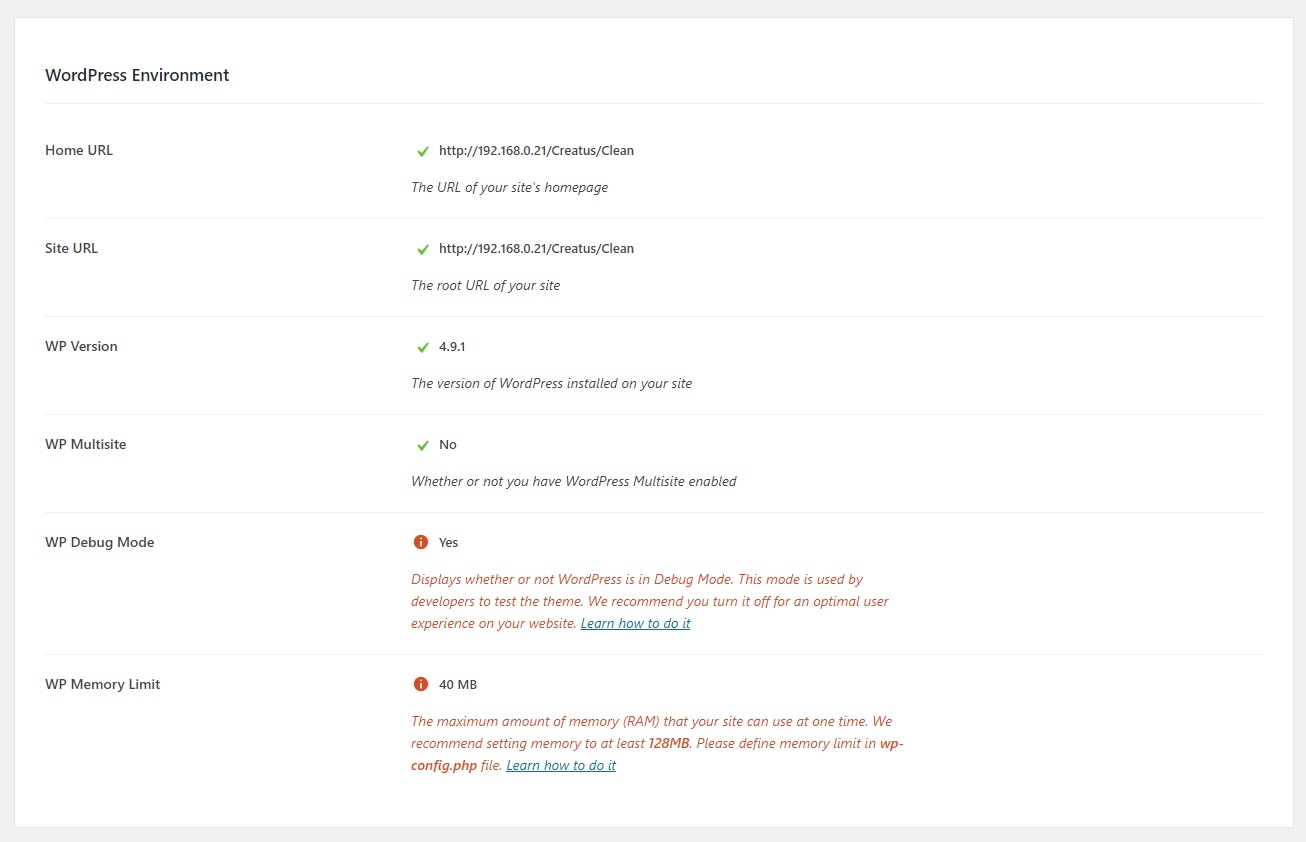 WordPress Environment
Home URL
http://192.168.0.21/Creatus/Clean
The URL of your site's homepage
Site URL
http://192.168.0.21/Creatus/Clean
The root URL of your site
WP Version
4.9.1
The version of WordPress installed on your site
WP Multisite
No
Whether or not you have WordPress Multisite enabled
WP Debug Mode
Yes
Displays whether or not WordPress is in Debug Mode. This mode is used by
developers to test the theme. We recommend you turn it off for an optimal user
experience on your website. Learn how to do it
WP Memory Limit
40 MB
The maximum amount of memory (RAM) that your site can use at one time. We
recommend setting memory to at least 128MB. Please define memory limit in wp-
config.php file. Learn how to do it